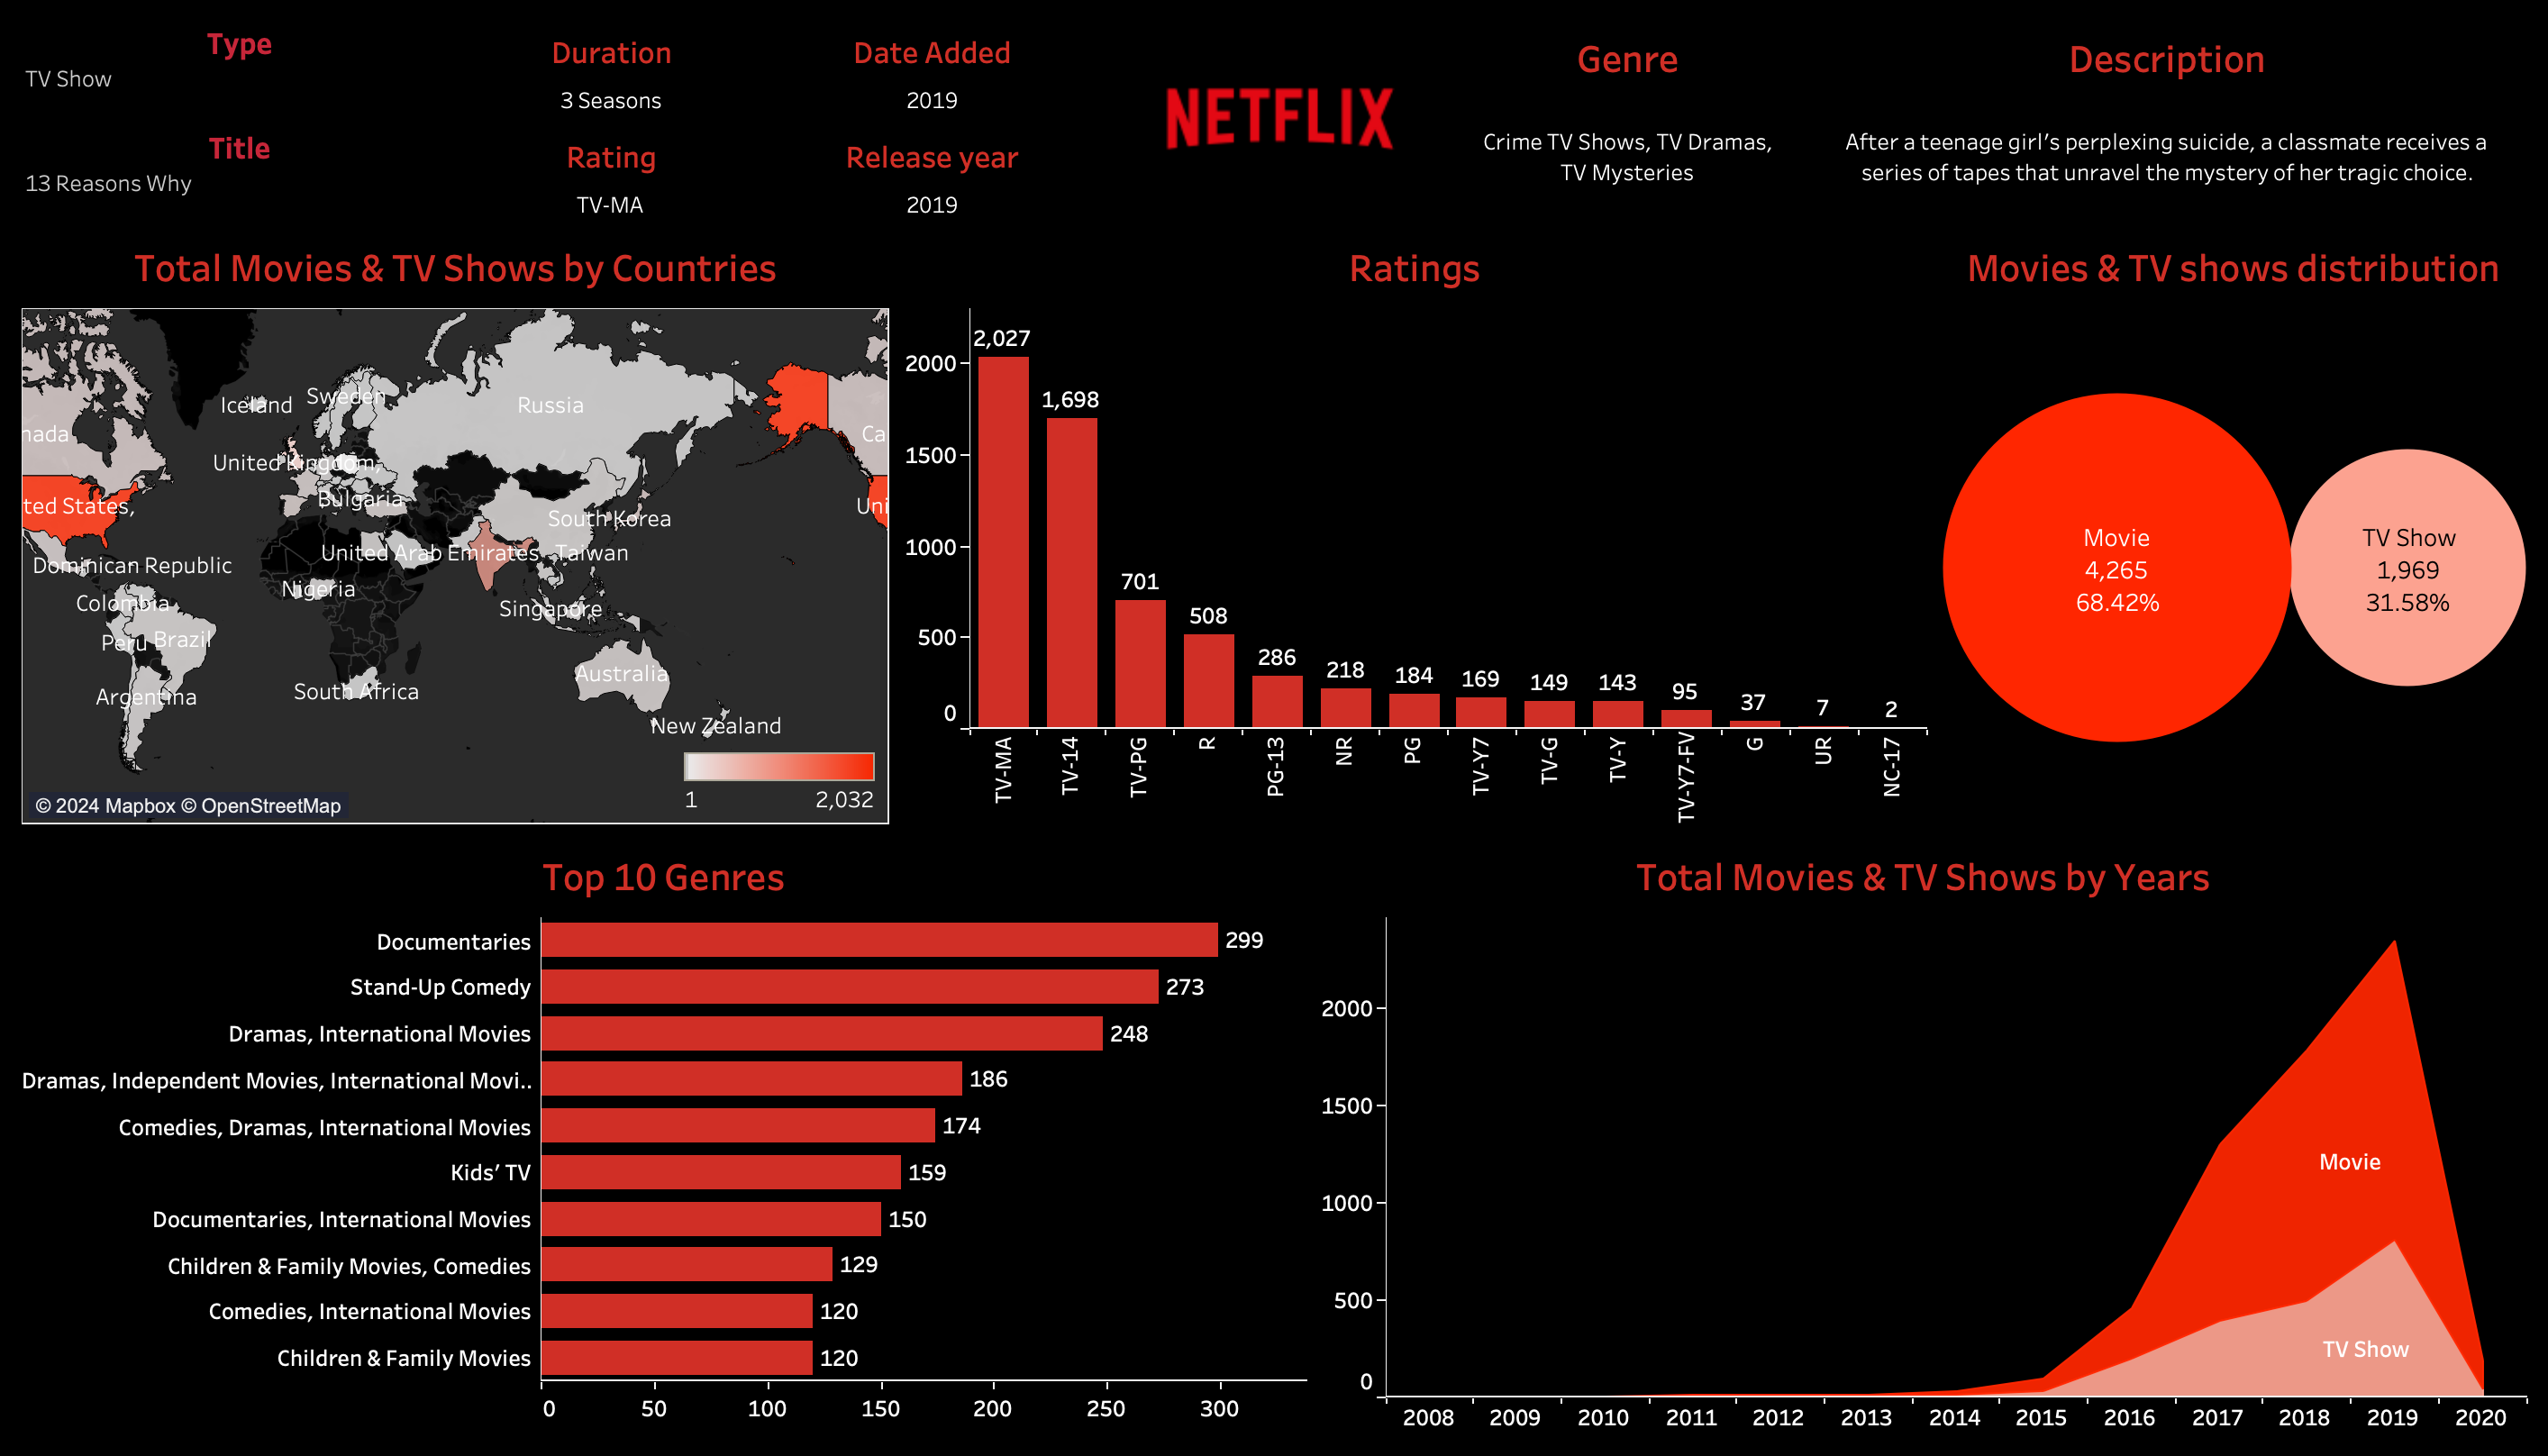 Type
TV Show
Title
13 Reasons Why
Duration
3 Seasons
Rating
TV-MA
Date Added
2019
Release year
2019
NETFLIX
Genre
Crime TV Shows, TV Dramas,
TV Mysteries
Description
After a teenage girl’s perplexing suicide, a classmate receives a
series of tapes that unravel the mystery of her tragic choice.
Total Movies & TV Shows by Countries
Iceland
Sweden
Russia
nada
Ca
United Kingdom,
Bulgaria
ted States,
South Korea
Uni
United Arab Emirates
Taiwan
Dominican Republic
Nigeria
Colombia
Singapore
Peru
Brazil
Australia
Argentina
South Africa
New Zealand
1
2,032
© 2024 Mapbox © OpenStreetMap
Ratings
2000
1500
1000
500
0
2,027
1,698
701
508
286
218
184
169
149
143
95
37
7
2
TV-MA
TV-14
TV-PG
R
PG-13
NR
PG
TV-Y7
TV-G
TV-Y
TV-Y7-FV
G
UR
NC-17
Movies & TV shows distribution
Movie
4,265
68.42%
TV Show
1,969
31.58%
Top 10 Genres
Documentaries 299
Stand-Up Comedy 273
Dramas, International Movies 248
Dramas, Independent Movies, International Movi.. 186
Comedies, Dramas, International Movies 174
Kids’ TV 159
Documentaries, International Movies 150
Children & Family Movies, Comedies 129
Comedies, International Movies 120
Children & Family Movies 120
0 50 100 150 200 250 300
Total Movies & TV Shows by Years
2000
1500
1000
500
0
Movie
TV Show
2008 2009 2010 2011 2012 2013 2014 2015 2016 2017 2018 2019 2020